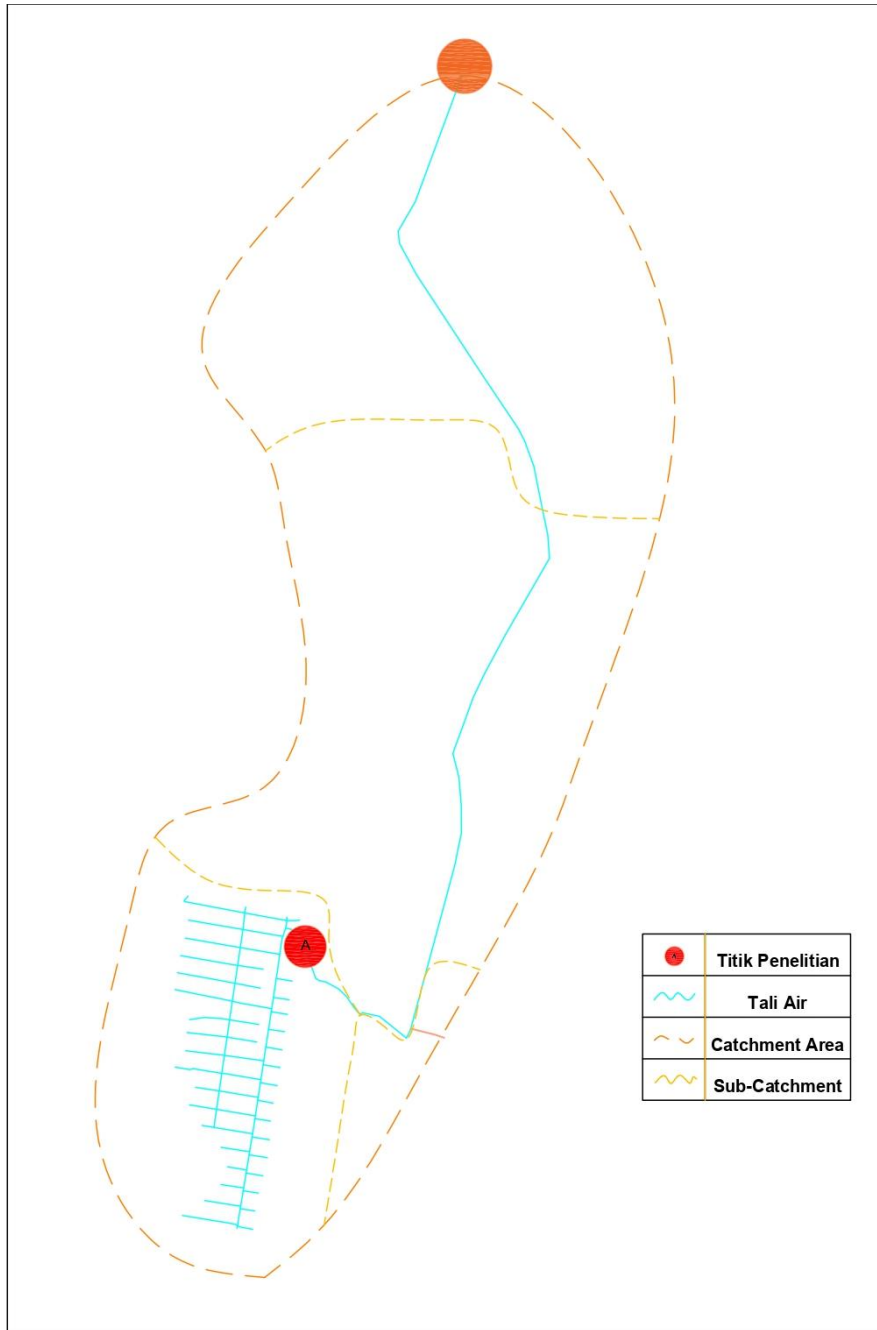 A
A
Titik Penelitian
Tali Air
Catchment Area
Sub-Catchment